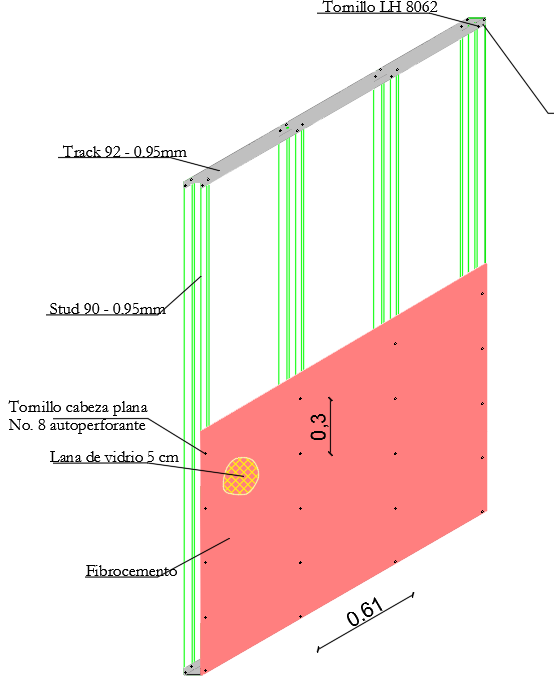 Tornillo LH 8062
Track 92 - 0.95mm
Stud 90 - 0.95mm
Tornillo cabeza plana
No. 8 autoperforante
0,3
Lana de vidrio 5 cm
Fibrocemento
0.61